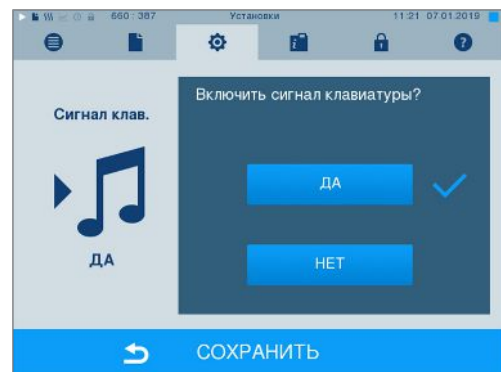 660 : 387 Установки 11:21 07.01.2019
Сигнал клав.
ДА
Включить сигнал клавиатуры?
ДА
НЕТ
СОХРАНИТЬ